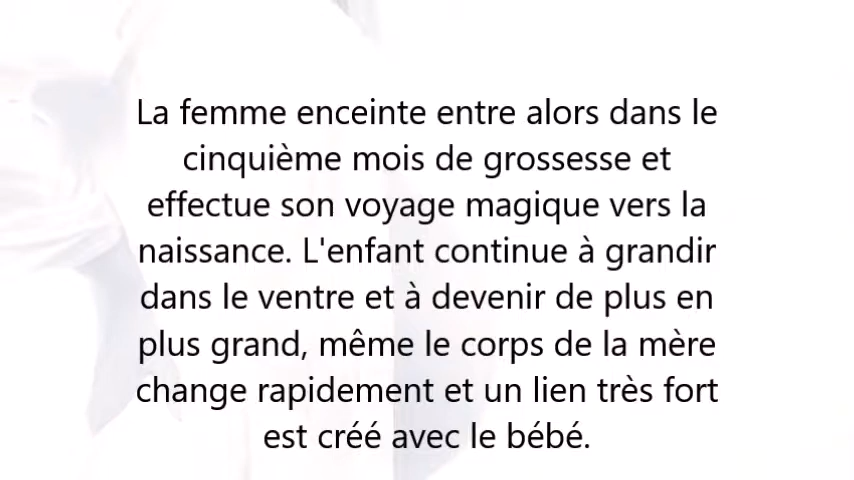 La femme enceinte entre alors dans le
cinquième mois de grossesse et
effectue son voyage magique vers la
naissance. L'enfant continue à grandir
dans le ventre et à devenir de plus en
plus grand, même le corps de la mère
change rapidement et un lien très fort
est créé avec le bébé.